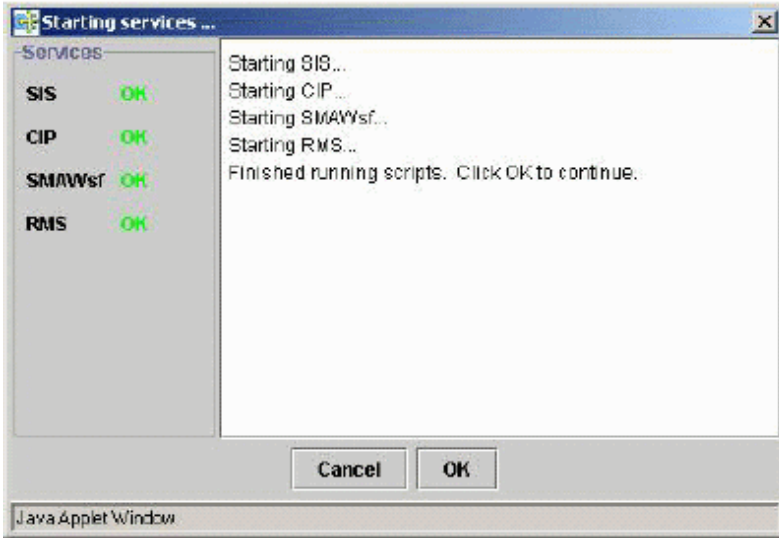 Starting services ...
Services
SIS OK
CIP OK
SMAWsf OK
RMS OK
Starting SIS...
Starting CIP...
Starting SMAWsf...
Starting RMS...
Finished running scripts. Click OK to continue.
Cancel OK
Java Applet Window